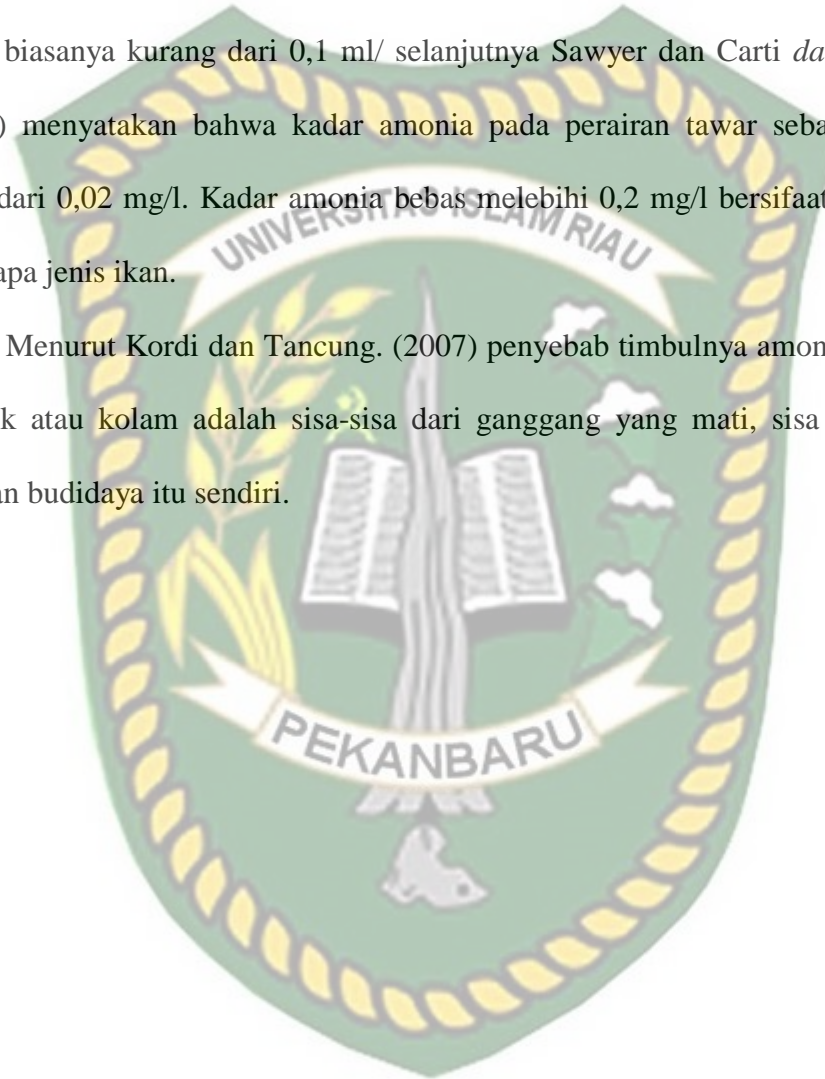 biasanya kurang dari 0,1 ml/ selanjutnya Sawyer dan Carti
) menyatakan bahwa kadar amonia pada perairan tawar
dari 0,02 mg/l. Kadar amonia bebas melebihi 0,2 mg/l bersifaat
apa jenis ikan.
Menurut Kordi dan Tancung. (2007) penyebab timbulnya
k atau kolam adalah sisa-sisa dari ganggang yang mati, sisa
an budidaya itu sendiri.
UNIVERSITAS ISLAM RIAU
PEKANBARU